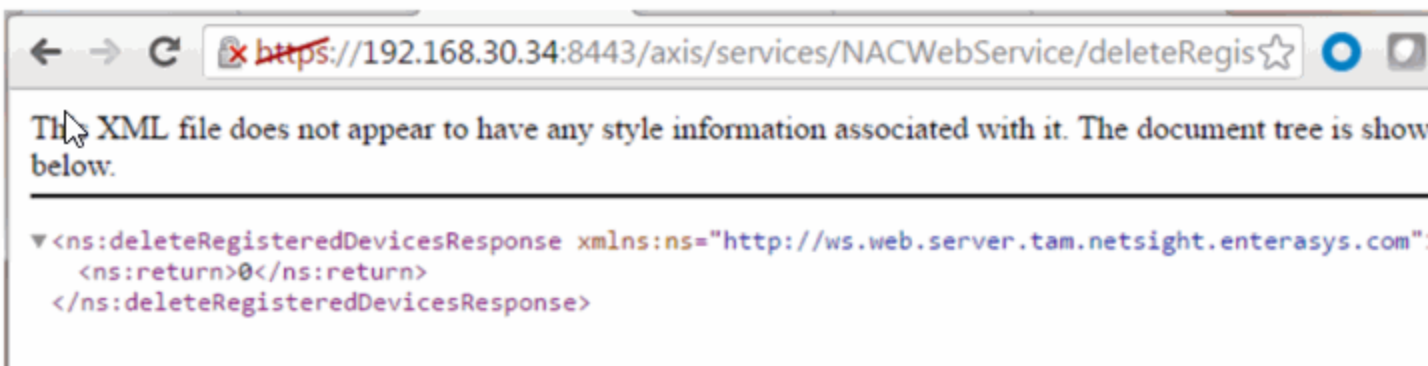 https://192.168.30.34:8443/axis/services/NACWebService/deleteRegis
This XML file does not appear to have any style information associated with it. The document tree is show
below.
▼<ns:deleteRegisteredDevicesResponse xmlns:ns="http://ws.web.server.tam.netsight.enterasys.com"
<ns:return>0</ns:return>
</ns:deleteRegisteredDevicesResponse>